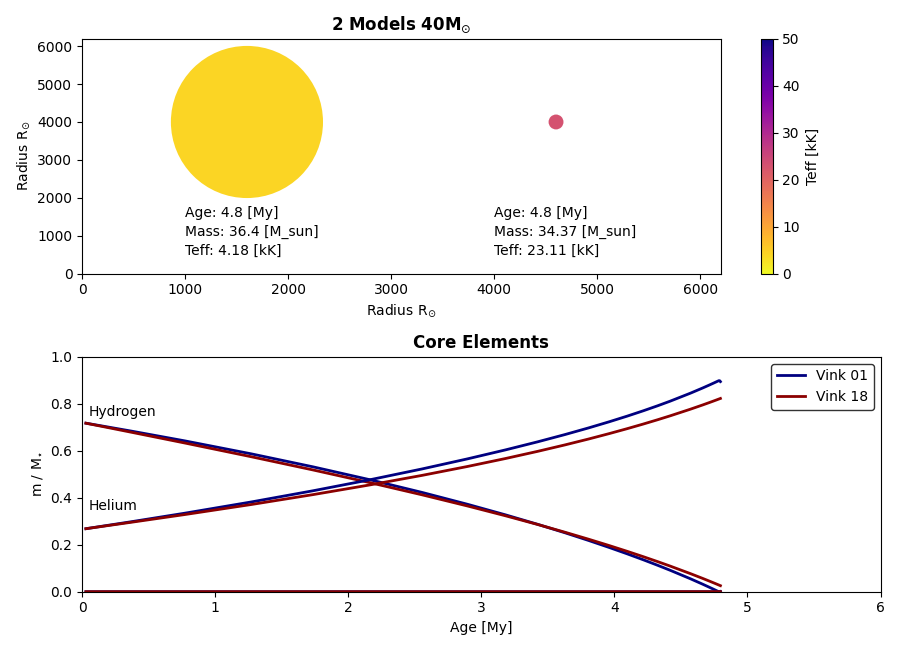 2 Models 40M⊙
6000
5000
4000
3000
2000
1000
0
Radius R⊙
Age: 4.8 [My]
Mass: 36.4 [M_sun]
Teff: 4.18 [kK]
Age: 4.8 [My]
Mass: 34.37 [M_sun]
Teff: 23.11 [kK]
0 1000 2000 3000 4000 5000 6000
Radius R⊙
50
40
30
20
10
0
Teff [kK]
Core Elements
1.0
0.8
0.6
0.4
0.2
0.0
m / M⋆
Hydrogen
Helium
Vink 01
Vink 18
0 1 2 3 4 5 6
Age [My]